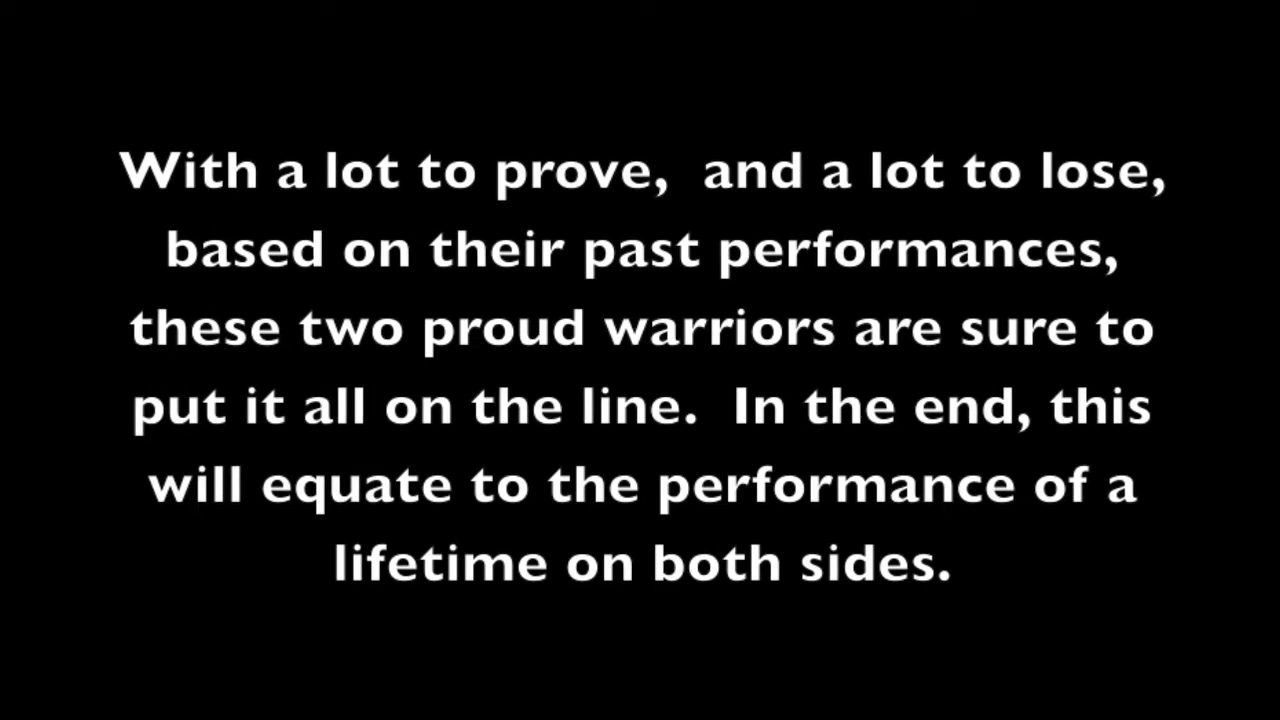 With a lot to prove,  and a lot to lose,
based on their past performances,
these two proud warriors are sure to
put it all on the line.  In the end, this
will equate to the performance of a
lifetime on both sides.